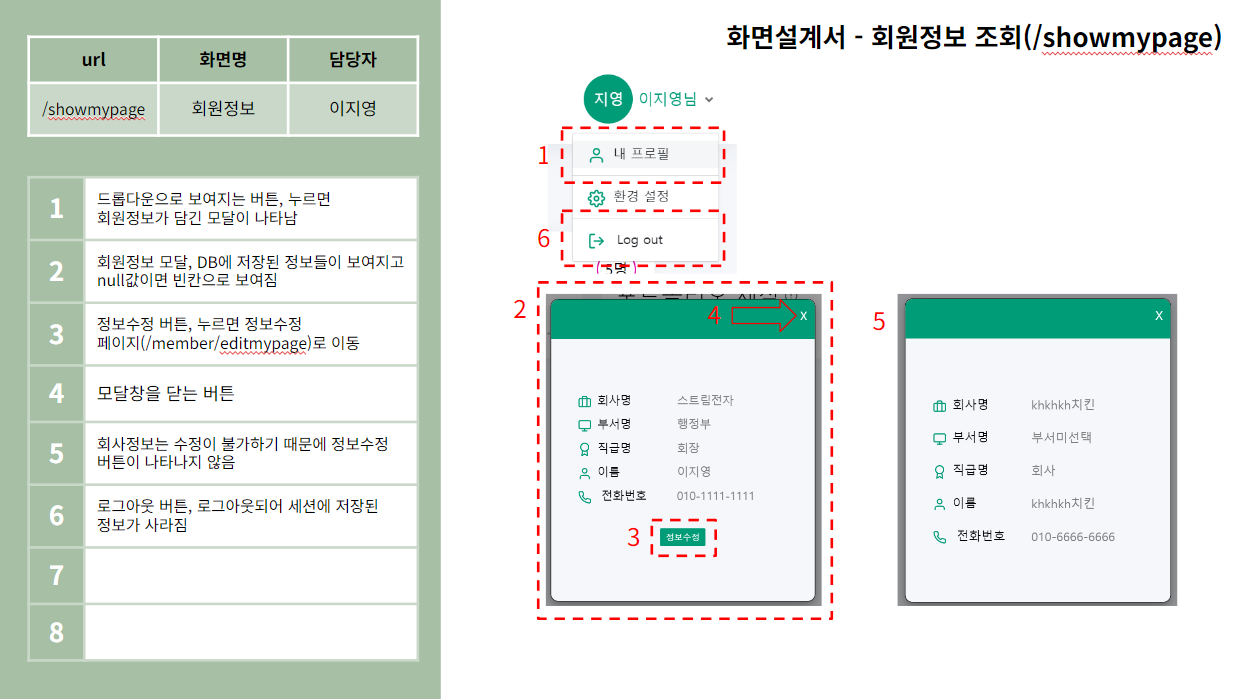 화면설계서 - 회원정보 조회(/showmypage)
url 화면명 담당자
/showmypage 회원정보 이지영
1 드롭다운으로 보여지는 버튼, 누르면
회원정보가 담긴 모달이 나타남
2 회원정보 모달, DB에 저장된 정보들이 보여지고
null값이면 빈칸으로 보여짐
3 정보수정 버튼, 누르면 정보수정
페이지(/member/editmypage)로 이동
4 모달창을 닫는 버튼
5 회사정보는 수정이 불가하기 때문에 정보수정
버튼이 나타나지 않음
6 로그아웃 버튼, 로그아웃되어 세션에 저장된
정보가 사라짐
7
8
지영 이지영님
1 내 프로필
환경 설정
6 Log out
( 5명 )
2
4 X
회사명 스트림전자
부서명 행정부
직급명 회장
이름 이지영
전화번호 010-1111-1111
3 정보수정
5
X
회사명 khkhkh치킨
부서명 부서미선택
직급명 회사
이름 khkhkh치킨
전화번호 010-6666-6666